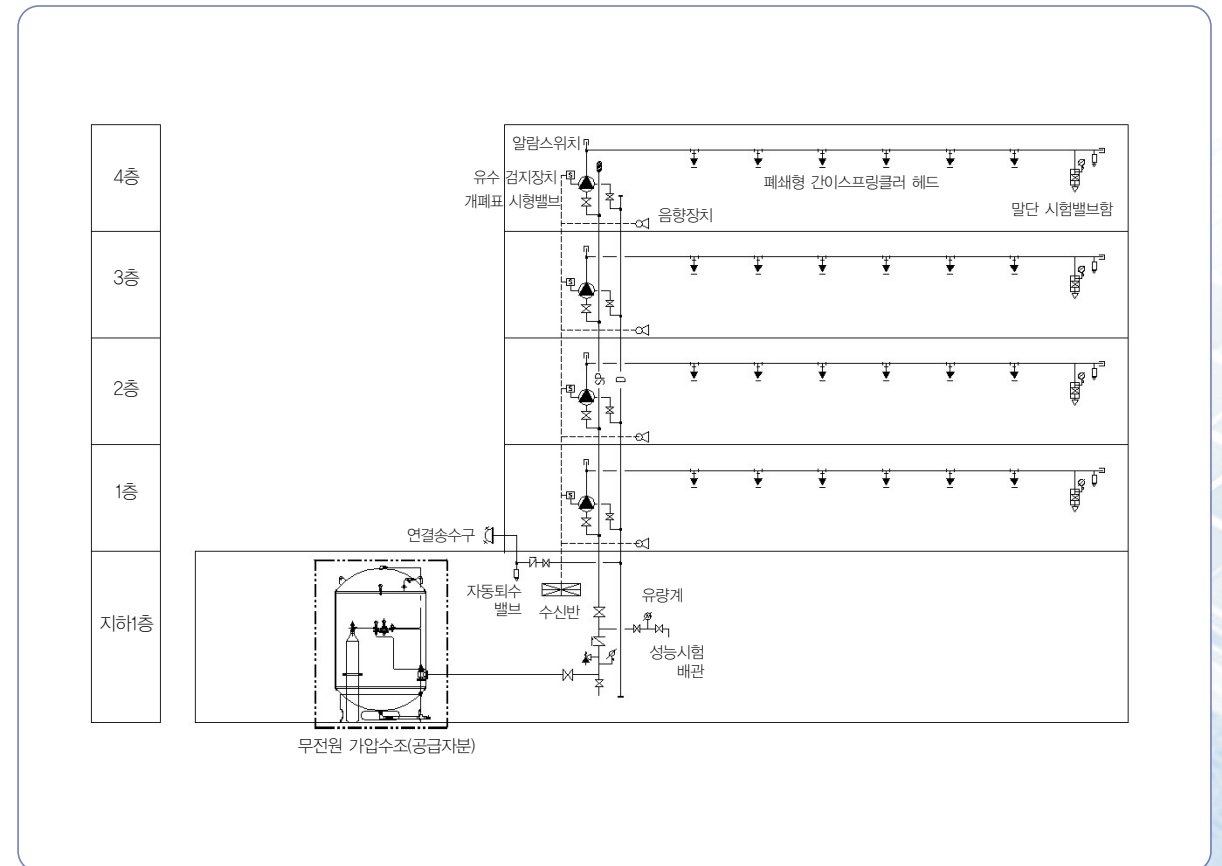 4층
알람스위치
유수 검지장치
S
폐쇄형 간이스프링클러 헤드
개폐표 시형밸브
음향장치
말단 시험밸브함
3층
S
2층
SP
D
S
1층
S
연결송수구
지하1층
자동퇴수
밸브
수신반
유량계
성능시험
배관
무전원 가압수조(공급자분)